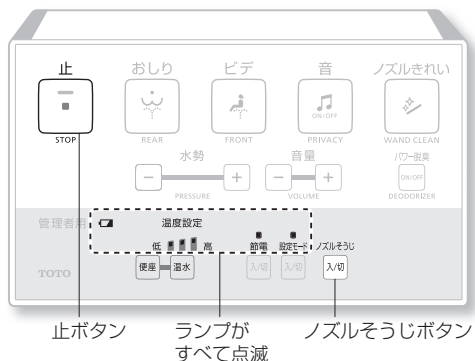 止
おしり
ビデ
音
ノズルきれい
ON/OFF
STOP
REAR
FRONT
PRIVACY
WAND CLEAN
水勢
音量
パワー脱臭
－
＋
－
＋
ON/OFF
PRESSURE
VOLUME
DEODORIZER
管理者用
温度設定
低
高
節電
設定モード
ノズルそうじ
TOTO
便座
温水
入/切
入/切
入/切
止ボタン
ランプが
すべて点滅
ノズルそうじボタン